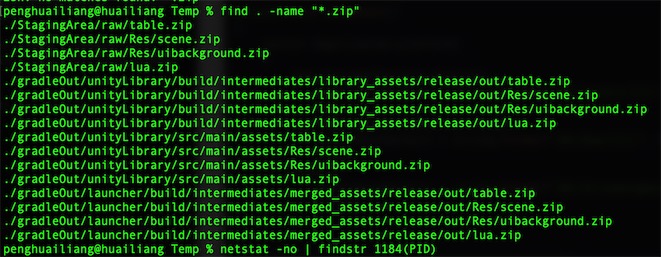 [penghuailiang@huailiang Temp % find . -name "*.zip"
./StagingArea/raw/table.zip
./StagingArea/raw/Res/scene.zip
./StagingArea/raw/Res/uibackground.zip
./StagingArea/raw/lua.zip
./gradleOut/unityLibrary/build/intermediates/library_assets/release/out/table.zip
./gradleOut/unityLibrary/build/intermediates/library_assets/release/out/Res/scene.zip
./gradleOut/unityLibrary/build/intermediates/library_assets/release/out/Res/uibackground.zip
./gradleOut/unityLibrary/build/intermediates/library_assets/release/out/lua.zip
./gradleOut/unityLibrary/src/main/assets/table.zip
./gradleOut/unityLibrary/src/main/assets/Res/scene.zip
./gradleOut/unityLibrary/src/main/assets/Res/uibackground.zip
./gradleOut/unityLibrary/src/main/assets/lua.zip
./gradleOut/launcher/build/intermediates/merged_assets/release/out/table.zip
./gradleOut/launcher/build/intermediates/merged_assets/release/out/Res/scene.zip
./gradleOut/launcher/build/intermediates/merged_assets/release/out/Res/uibackground.zip
./gradleOut/launcher/build/intermediates/merged_assets/release/out/lua.zip
penghuailiang@huailiang Temp % netstat -no | findstr 1184(PID)